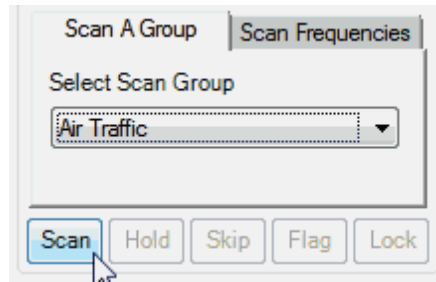 Scan A Group Scan Frequencies
Select Scan Group
Air Traffic
Scan Hold Skip Flag Lock